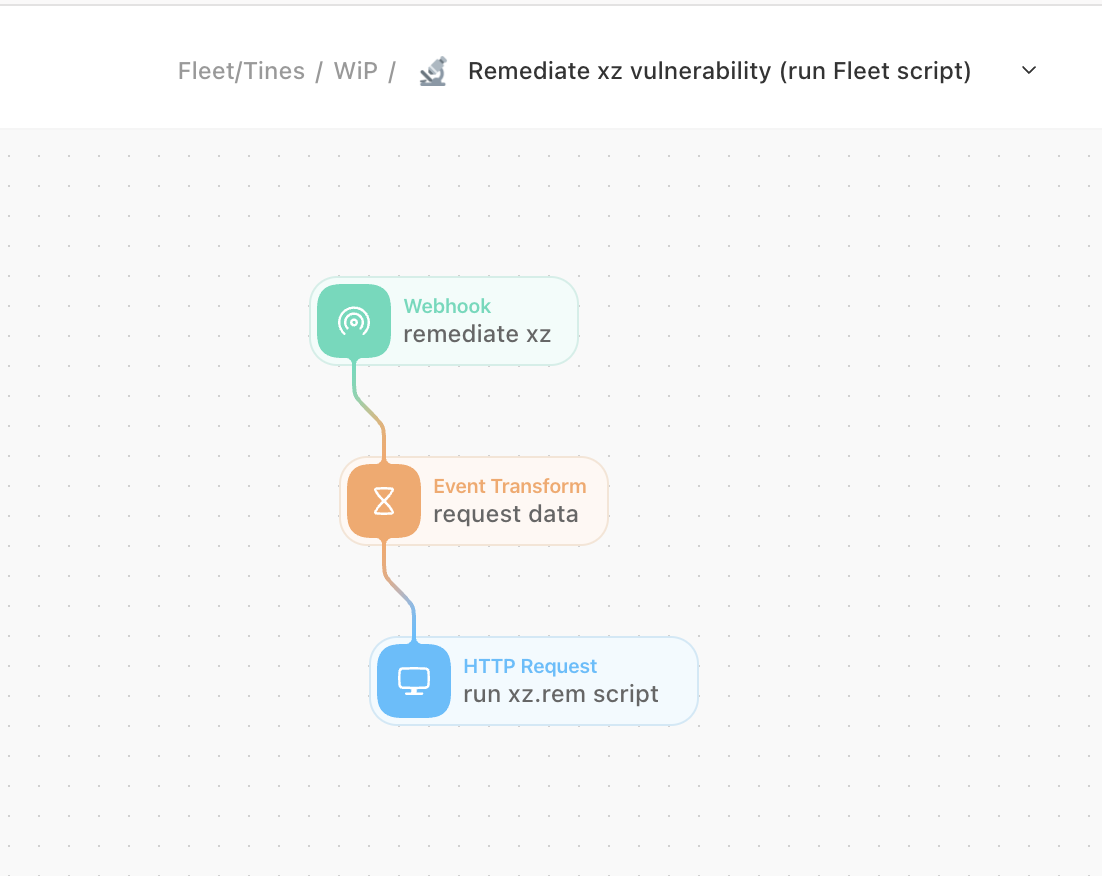 Fleet/Tines / WiP / Remediate xz vulnerability (run Fleet script)
Webhook
remediate xz
Event Transform
request data
HTTP Request
run xz.rem script